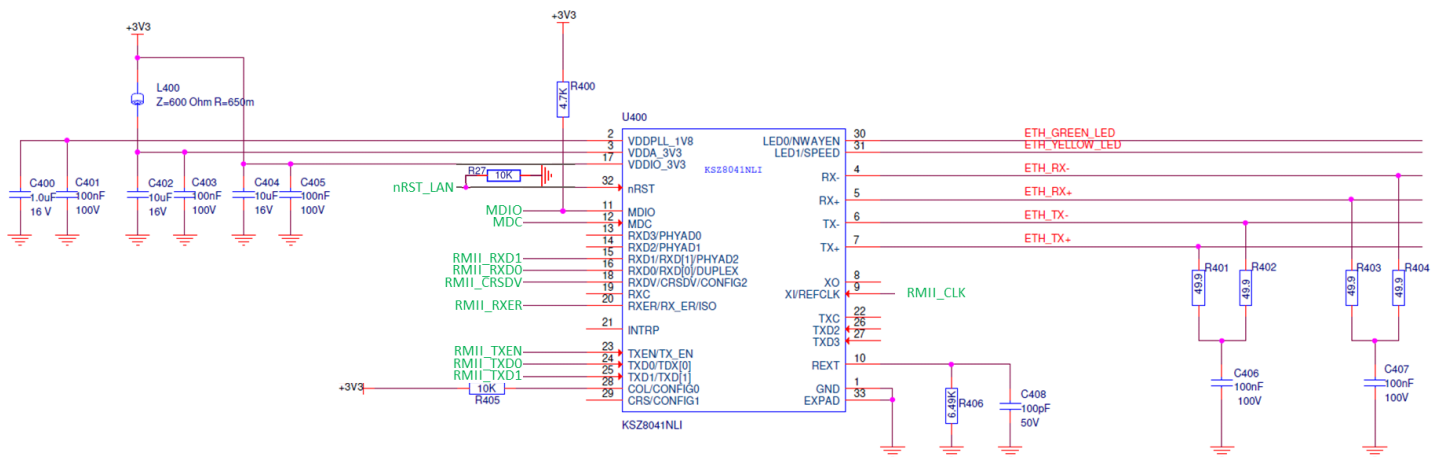 +3V3
+3V3
L400
Z=600 Ohm R=650m
R400
4.7K
U400
KSZ8041NLI
2 VDDPLL_1V8
3 VDDA_3V3
17 VDDIO_3V3
R27
10K
nRST_LAN 32 nRST
MDIO 11 MDIO
MDC 12 MDC
13 RXD3/PHYAD0
14 RXD2/PHYAD1
RMII_RXD1 15 RXD1/RXD[1]/PHYAD2
RMII_RXD0 16 RXD0/RXD[0]/DUPLEX
RMII_CRSDV 18 RXDV/CRSDV/CONFIG2
19 RXC
RMII_RXER 20 RXER/RX_ER/ISO
21 INTRP
RMII_TXEN 23 TXEN/TX_EN
RMII_TXD0 24 TXD0/TDX[0]
RMII_TXD1 25 TXD1/TXD[1]
+3V3 10K 28 COL/CONFIG0
R405
29 CRS/CONFIG1
KSZ8041NLI
C400
1.0uF
16 V
C401
100nF
100V
C402
10uF
16V
C403
100nF
100V
C404
10uF
16V
C405
100nF
100V
LED0/NWAYEN 30 ETH_GREEN_LED
LED1/SPEED 31 ETH_YELLOW_LED
RX- 4 ETH_RX-
RX+ 5 ETH_RX+
TX- 6 ETH_TX-
TX+ 7 ETH_TX+
XO 8
XI/REFCLK 9 RMII_CLK
TXC 22
TXD2 26
TXD3 27
REXT 10
GND 1
EXPAD 33
R406
6.49K
C408
100pF
50V
R401
49.9
R402
49.9
R403
49.9
R404
49.9
C406
100nF
100V
C407
100nF
100V